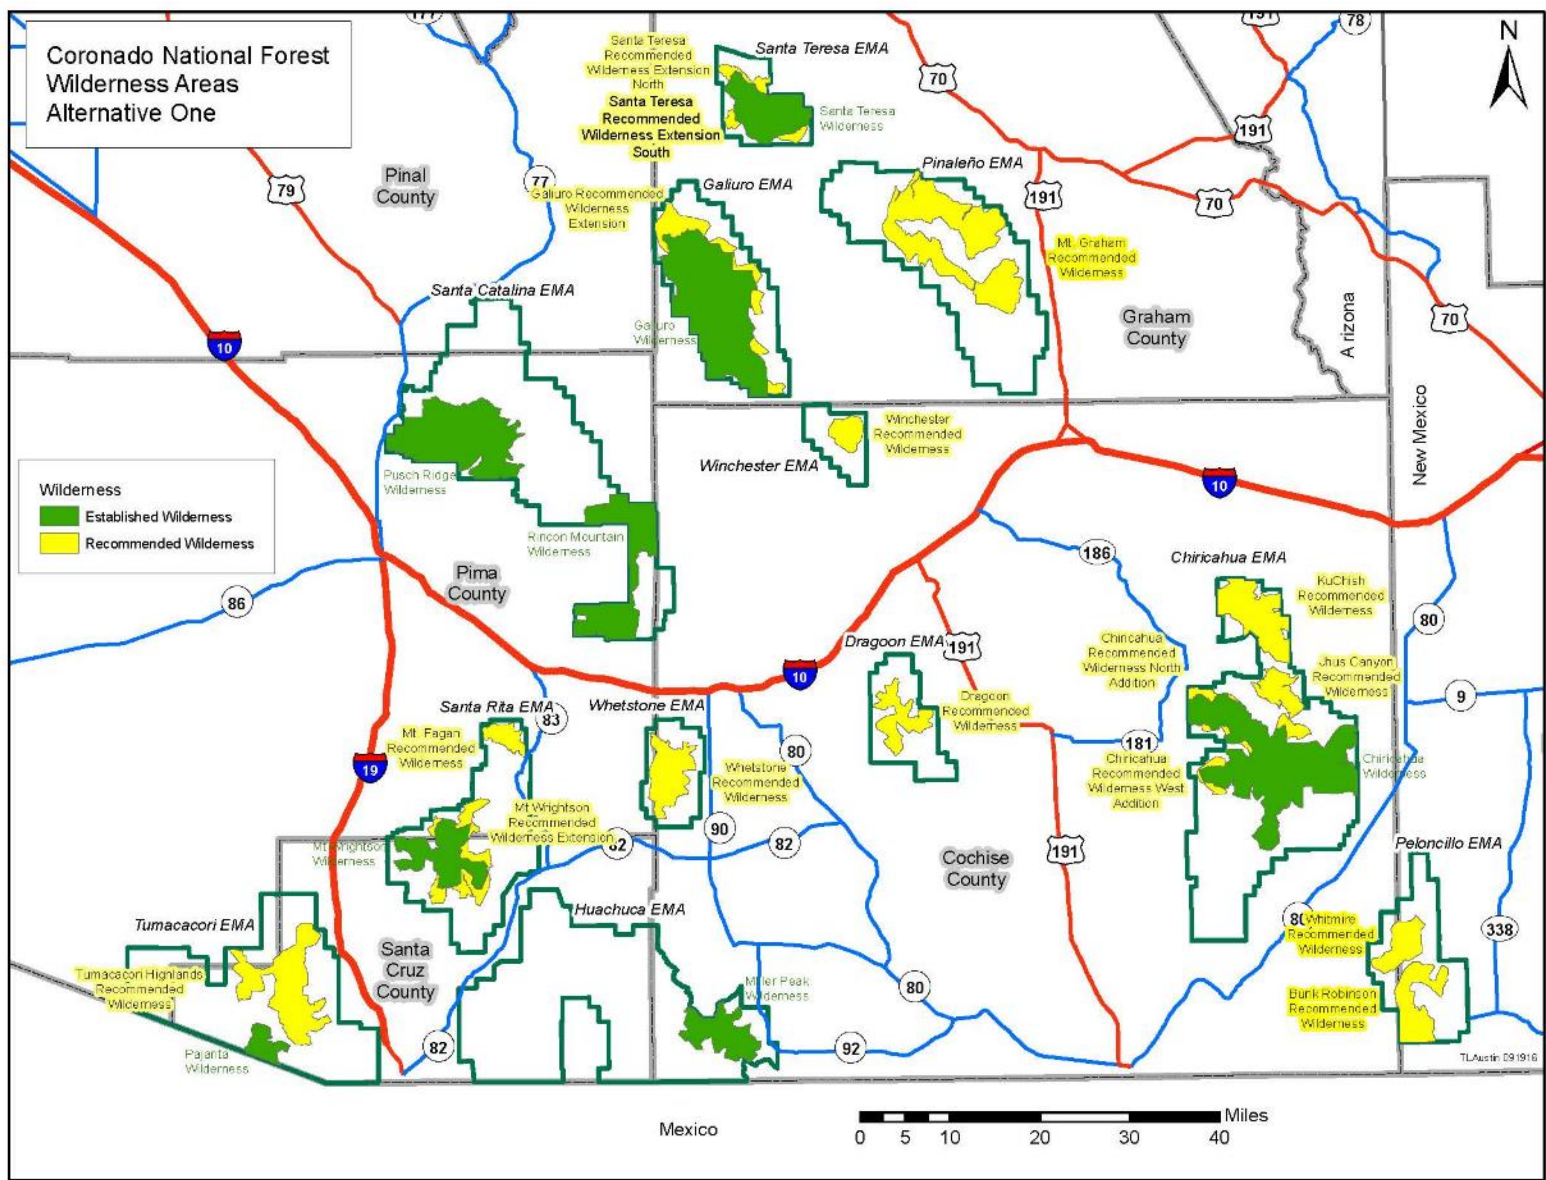 Coronado National Forest
Wilderness Areas
Alternative One
177
191
78
N
Santa Teresa
Recommended
Wilderness Extension
North
Santa Teresa EMA
70
Santa Teresa
Recommended
Wilderness Extension
South
Santa Teresa
Wilderness
191
Pinal
County
79
77
Galiuro Recommended
Wilderness
Extension
Galiuro EMA
Pinaleño EMA
191
70
Mt. Graham
Recommended
Wilderness
Santa Catalina EMA
Galiuro
Wilderness
Graham
County
Arizona
70
10
New Mexico
Winchester
Recommended
Wilderness
Winchester EMA
Pusch Ridge
Wilderness
10
Wilderness
Established Wilderness
Recommended Wilderness
Rincon Mountain
Wilderness
186
Chiricahua EMA
Pima
County
86
KuChish
Recommended
Wilderness
80
Dragoon EMA
191
Chiricahua
Recommended
Wilderness North
Addition
Jhus Canyon
Recommended
Wilderness
10
9
Dragoon
Recommended
Wilderness
Santa Rita EMA
83
Whetstone EMA
Mt. Fagan
Recommended
Wilderness
80
181
19
Whetstone
Recommended
Wilderness
Chiricahua
Recommended
Wilderness West
Addition
Chiricahua
Wilderness
Mt Wrightson
Recommended
Wilderness Extension
82
90
82
191
Mt Wrightson
Wilderness
Cochise
County
Peloncillo EMA
Huachuca EMA
Tumacacori EMA
80
Whitmire
Recommended
Wilderness
338
Santa
Cruz
County
Tumacacori Highlands
Recommended
Wilderness
Miller Peak
Wilderness
80
Bunk Robinson
Recommended
Wilderness
Pajarita
Wilderness
82
92
TLAustin 091916
Mexico
Miles
0 5 10 20 30 40